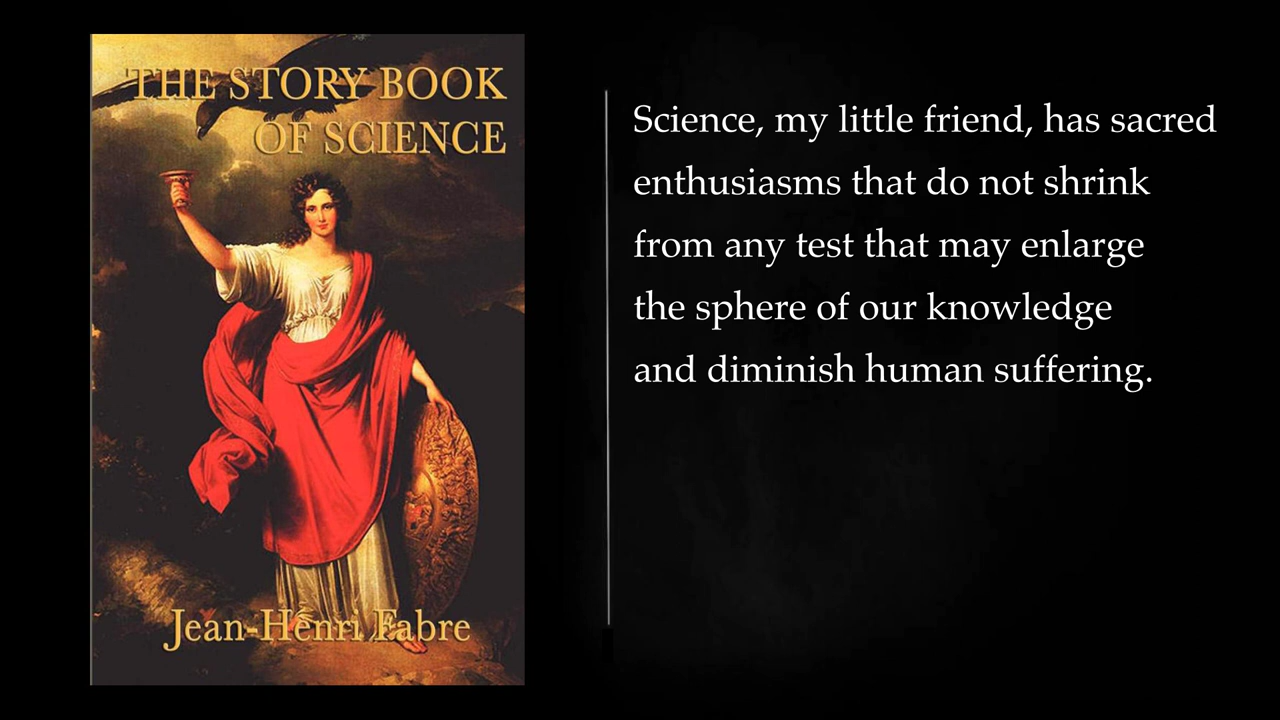 THE STORY BOOK
OF SCIENCE
Jean-Henri Fabre
Science, my little friend, has sacred
enthusiasms that do not shrink
from any test that may enlarge
the sphere of our knowledge
and diminish human suffering.